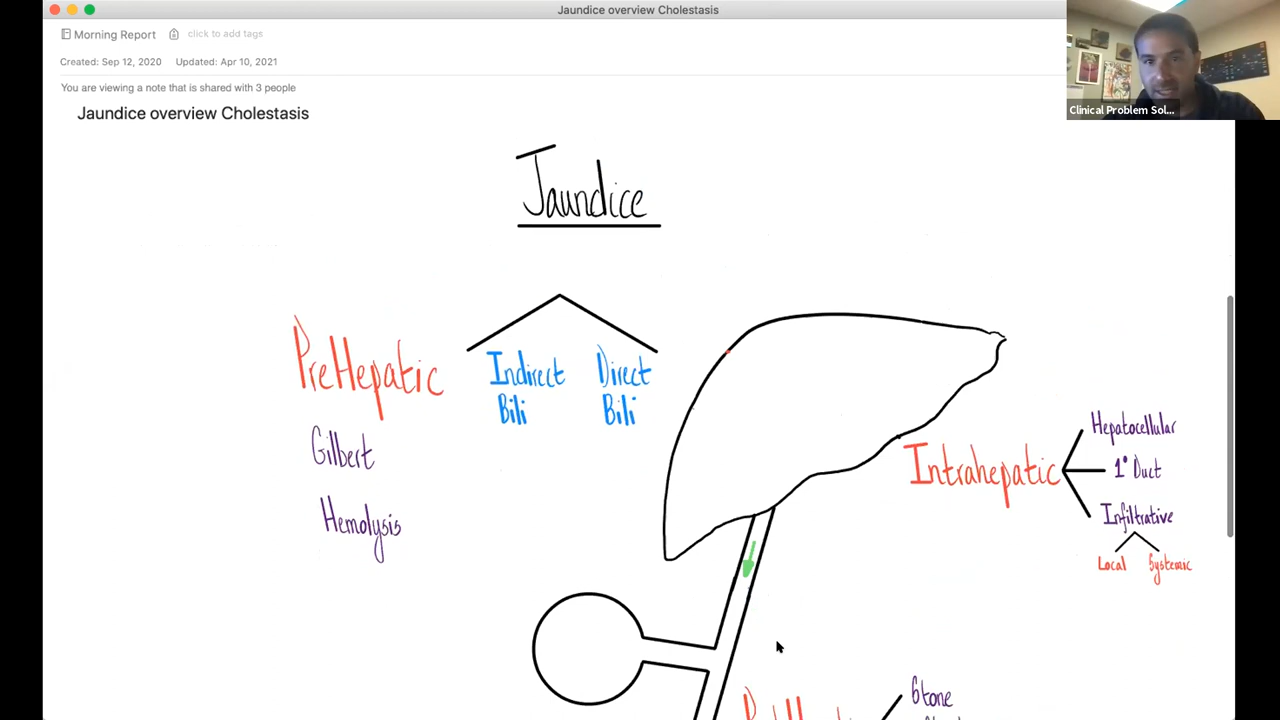 Jaundice overview Cholestasis
Morning Report
click to add tags
Created: Sep 12, 2020
Updated: Apr 10, 2021
You are viewing a note that is shared with 3 people
Jaundice overview Cholestasis
Clinical Problem Sol...
Jaundice
PreHepatic
Indirect Bili
Direct Bili
Gilbert
Hemolysis
Intrahepatic
Hepatocellular
1° Duct
Infiltrative
Local
Systemic
Stone